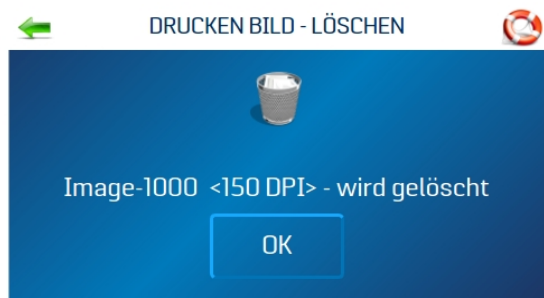 DRUCKEN BILD - LÖSCHEN
Image-1000 <150 DPI> - wird gelöscht
OK